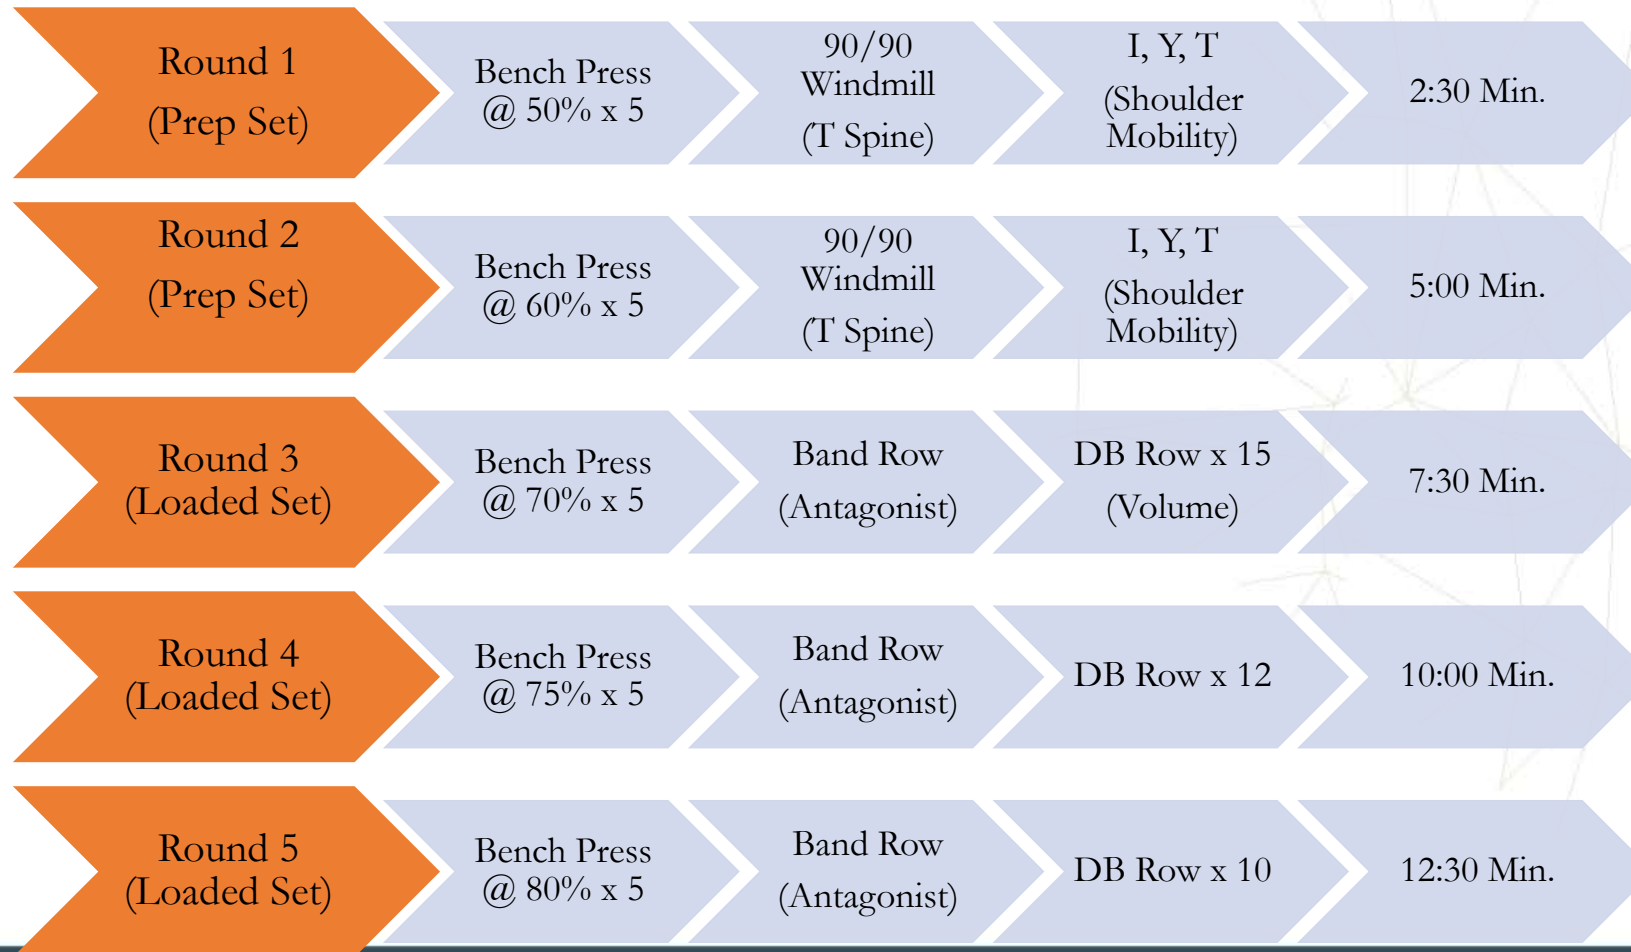 Round 1
(Prep Set)
Bench Press
@ 50% x 5
90/90
Windmill
(T Spine)
I, Y, T
(Shoulder
Mobility)
2:30 Min.
Round 2
(Prep Set)
Bench Press
@ 60% x 5
90/90
Windmill
(T Spine)
I, Y, T
(Shoulder
Mobility)
5:00 Min.
Round 3
(Loaded Set)
Bench Press
@ 70% x 5
Band Row
(Antagonist)
DB Row x 15
(Volume)
7:30 Min.
Round 4
(Loaded Set)
Bench Press
@ 75% x 5
Band Row
(Antagonist)
DB Row x 12
10:00 Min.
Round 5
(Loaded Set)
Bench Press
@ 80% x 5
Band Row
(Antagonist)
DB Row x 10
12:30 Min.